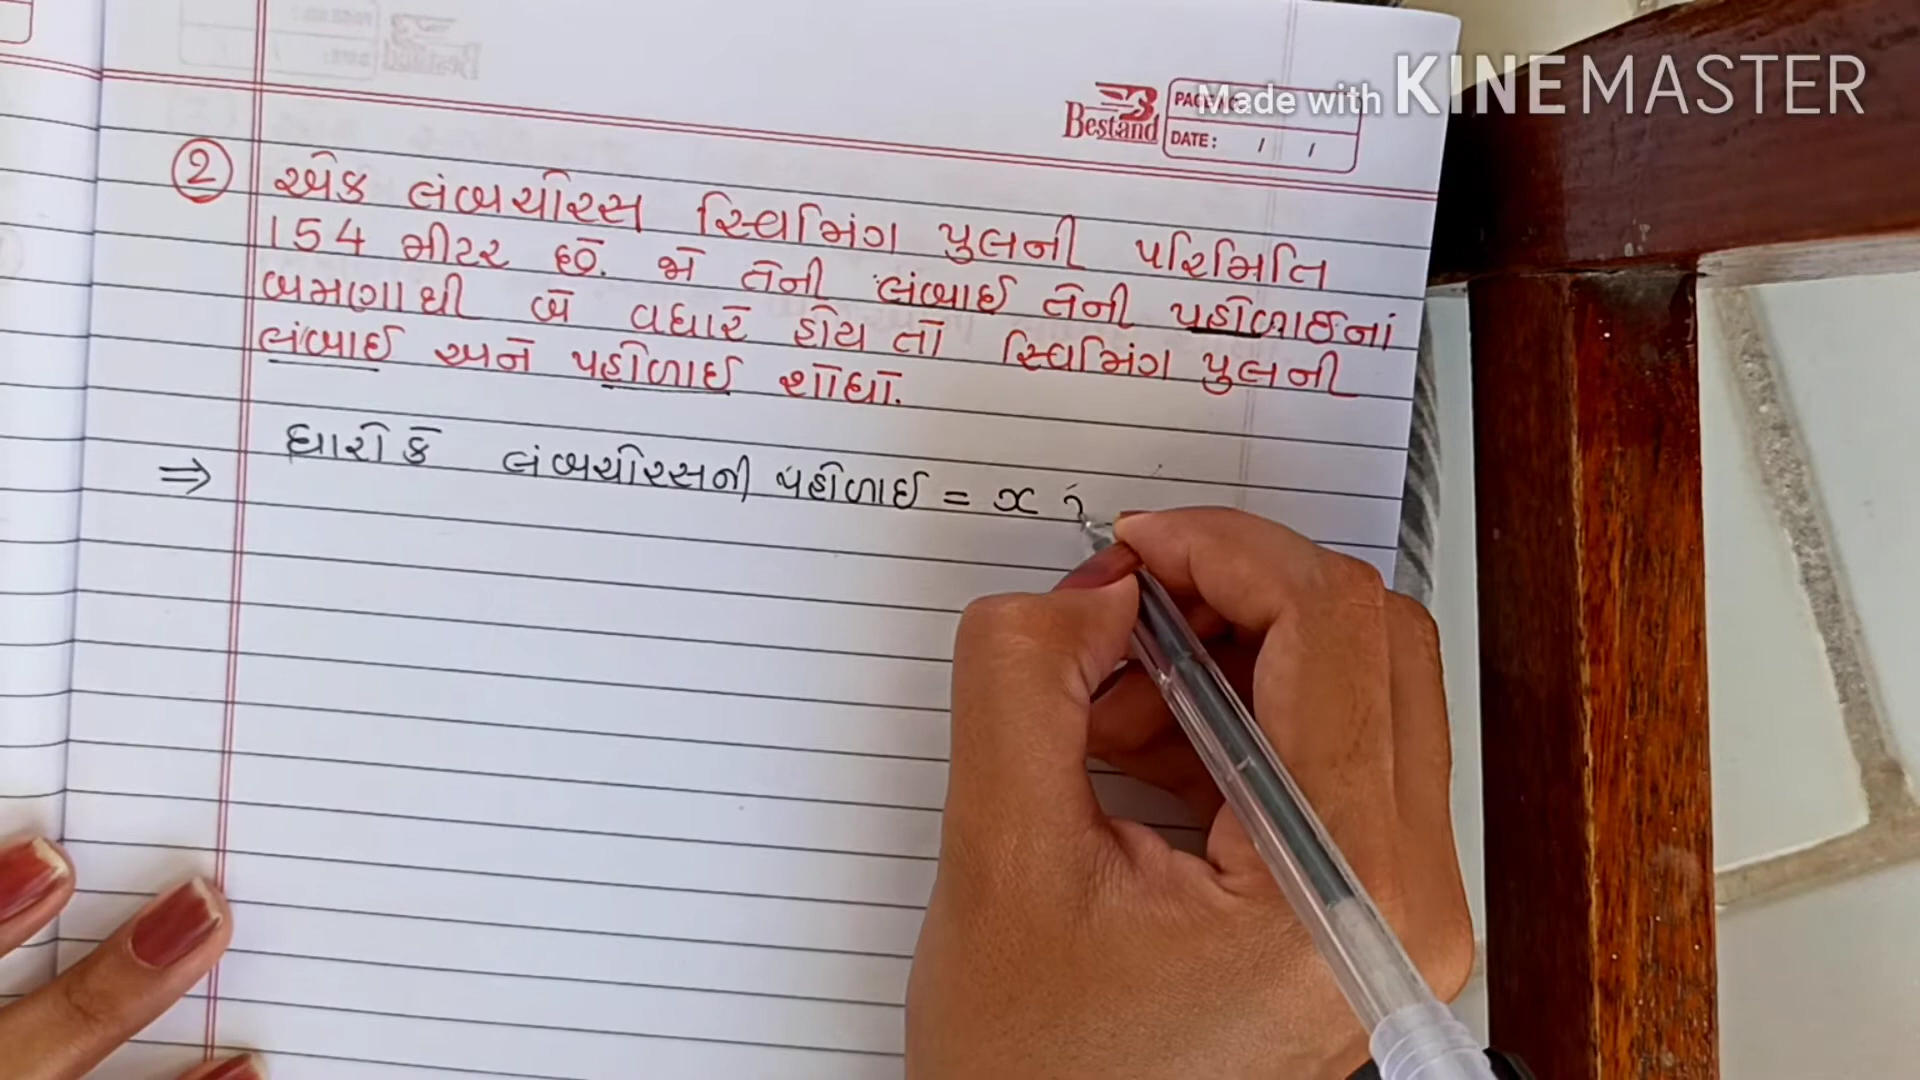 Made with KINEMASTER
Bestand
PAGE
DATE: / /
② એક લંબચોરસ સ્વિમિંગ પુલની પરિમિતિ
154 મીટર છે. જો તેની લંબાઈ તેની પહોળાઈનાં
બમણાથી બે વધારે હોય તો સ્વિમિંગ પુલની
લંબાઈ અને પહોળાઈ શોધો.
⇒ ધારો કે લંબચોરસની પહોળાઈ = x